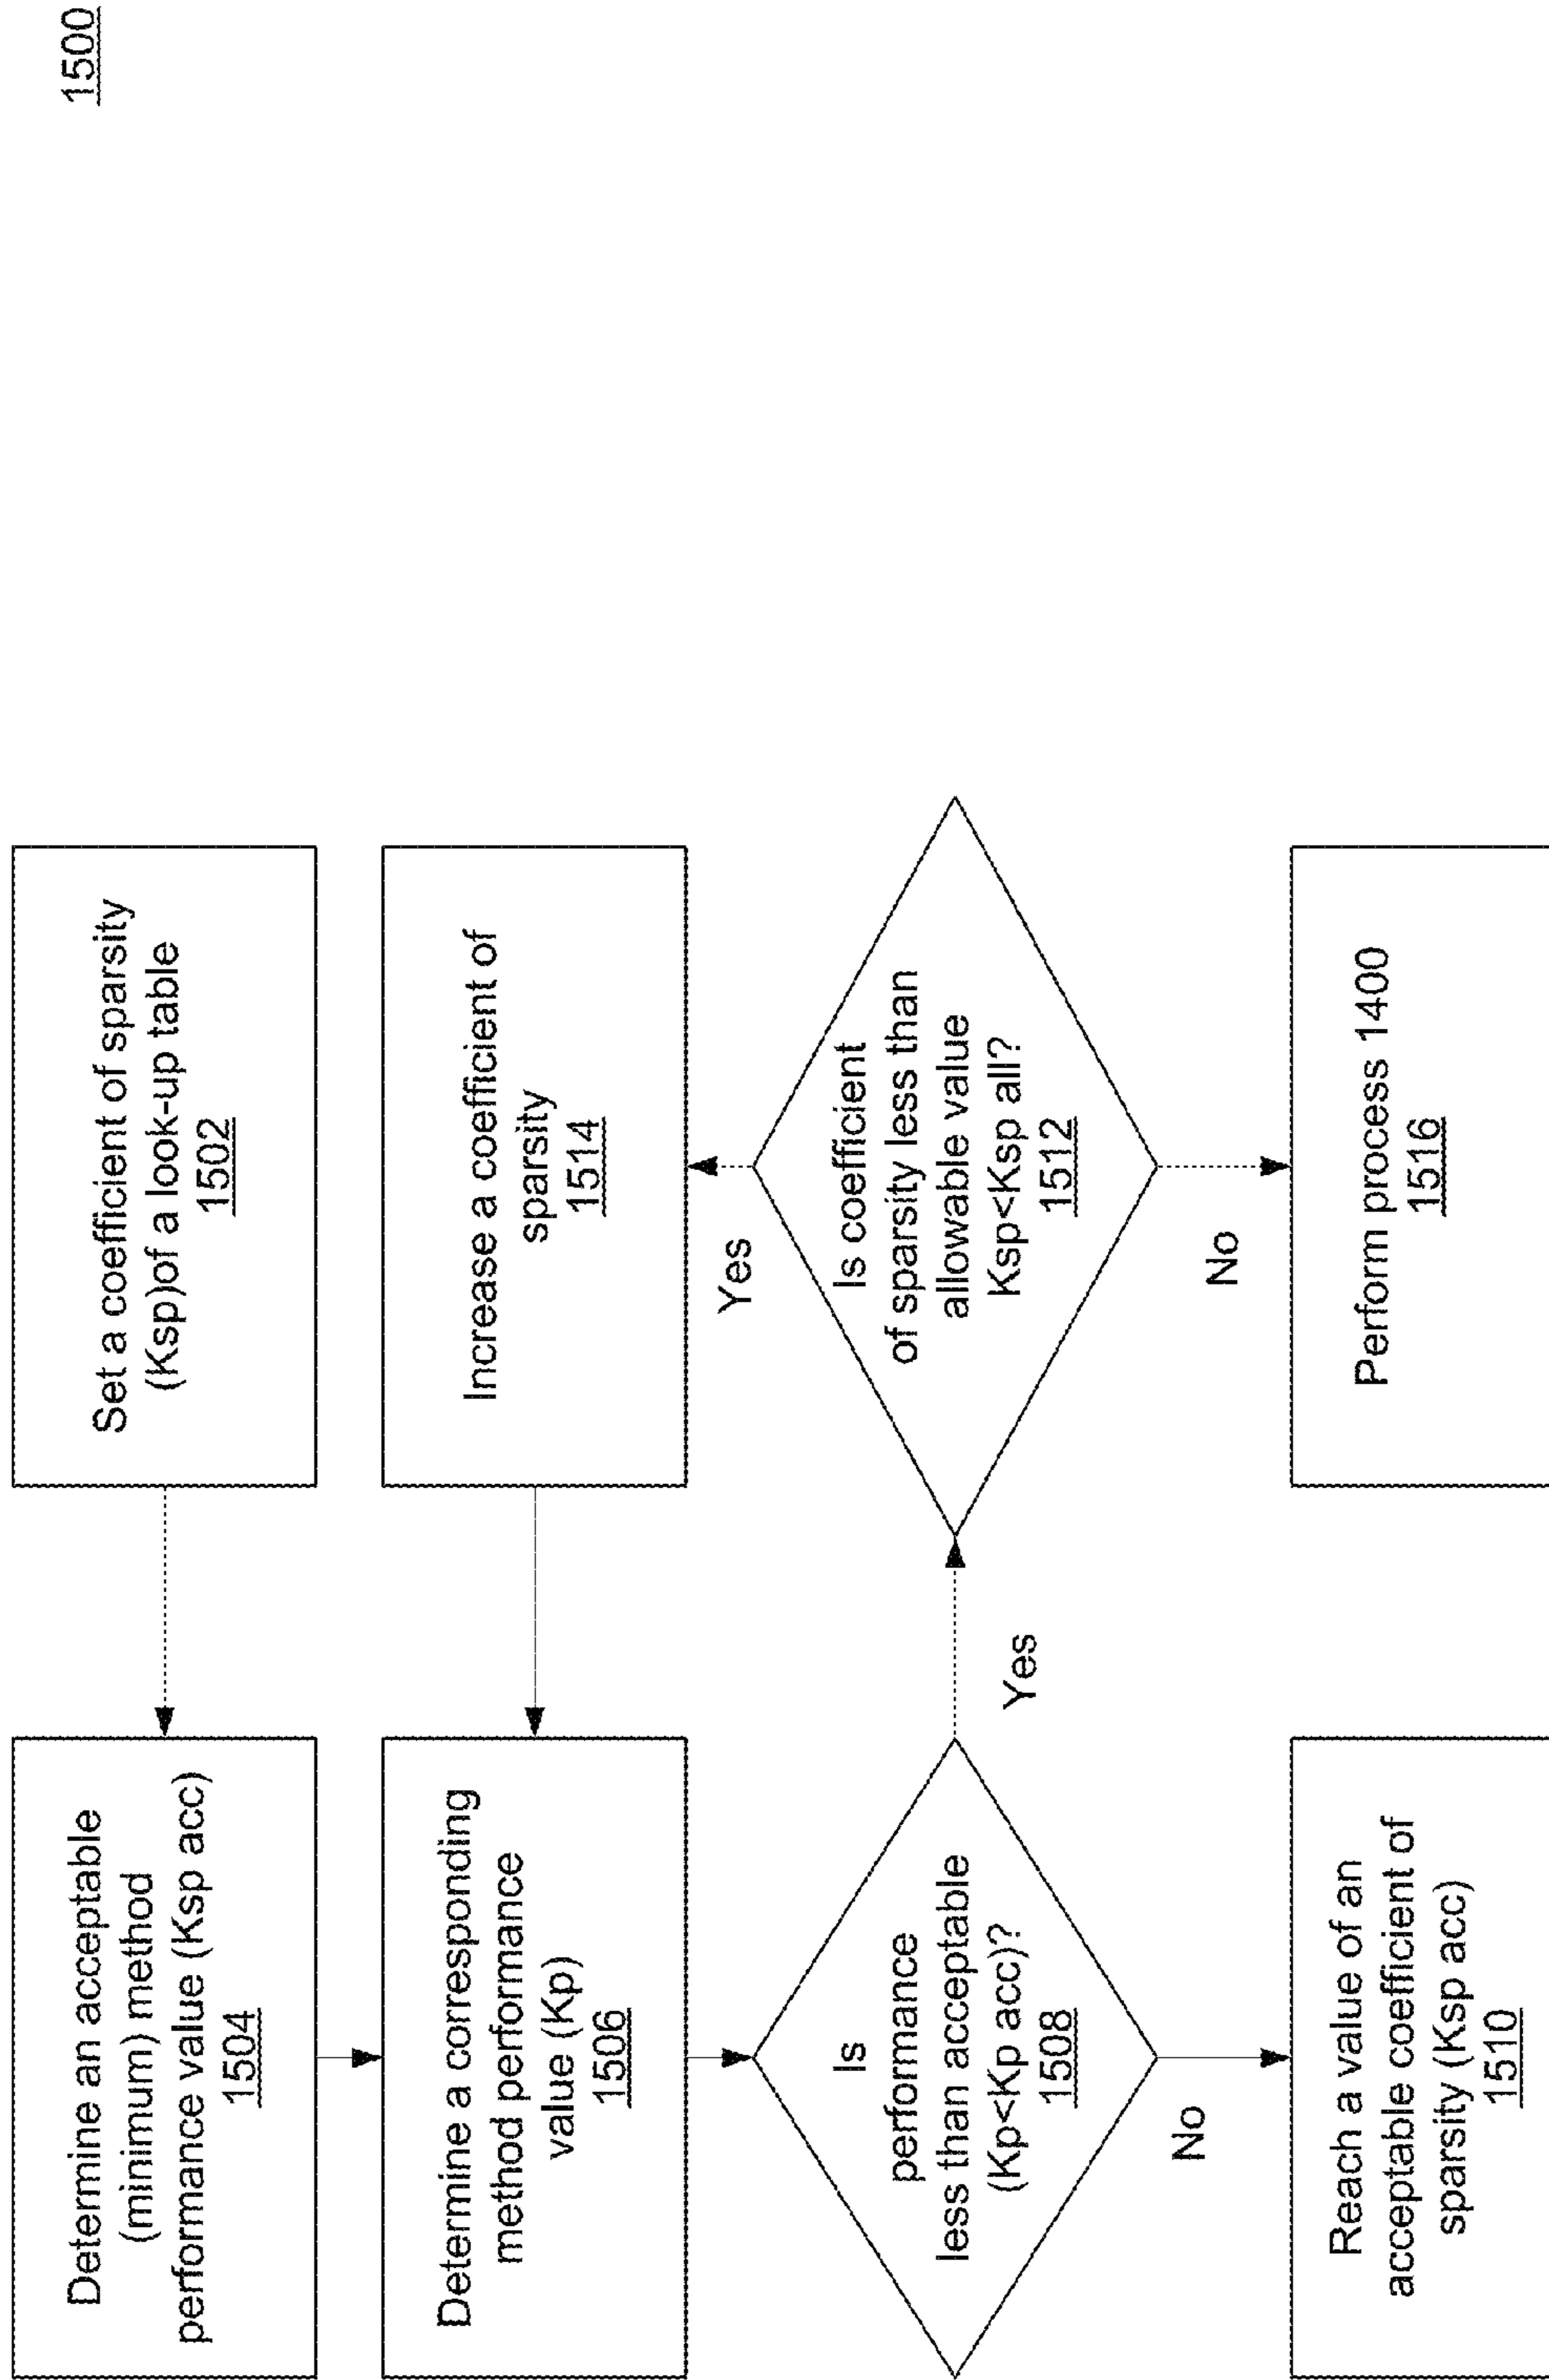 1500
Set a coefficient of sparsity
(Ksp)of a look-up table
1502
Determine an acceptable
(minimum) method
performance value (Ksp acc)
1504
Determine a corresponding
method performance
value (Kp)
1506
Is
performance
less than acceptable
(Kp<Kp acc)?
1508
Yes
No
Reach a value of an
acceptable coefficient of
sparsity (Ksp acc)
1510
Is coefficient
of sparsity less than
allowable value
Ksp<Ksp all?
1512
Yes
No
Increase a coefficient of
sparsity
1514
Perform process 1400
1516